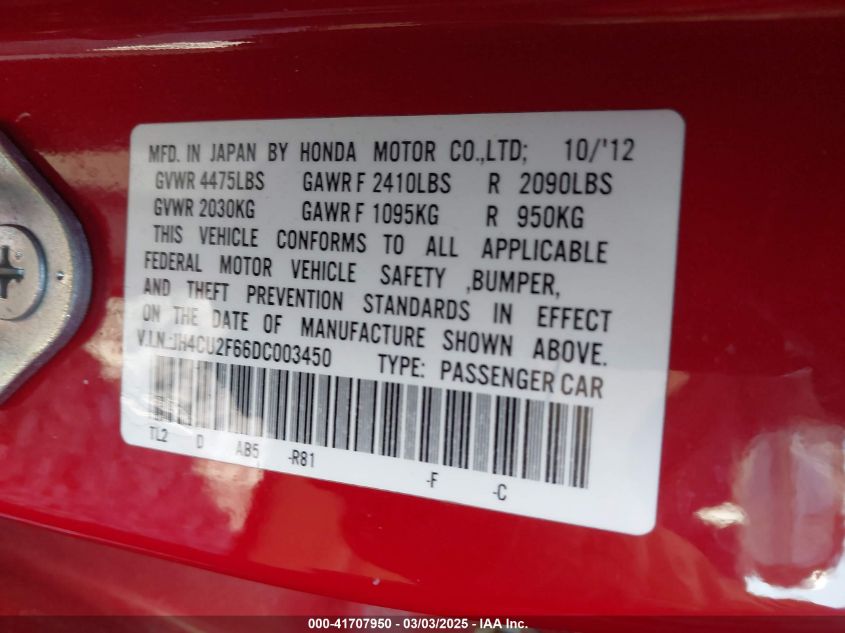 MFD. IN JAPAN BY HONDA MOTOR CO.,LTD; 10/'12
GVWR 4475LBS GAWR F 2410LBS R 2090LBS
GVWR 2030KG GAWR F 1095KG R 950KG
THIS VEHICLE CONFORMS TO ALL APPLICABLE
FEDERAL MOTOR VEHICLE SAFETY ,BUMPER,
AND THEFT PREVENTION STANDARDS IN EFFECT
ON THE DATE OF MANUFACTURE SHOWN ABOVE.
V.I.N.:JH4CU2F66DC003450 TYPE: PASSENGER CAR
TL2 D AB5 -R81 -F -C
000-41707950 - 03/03/2025 - IAAI Inc.